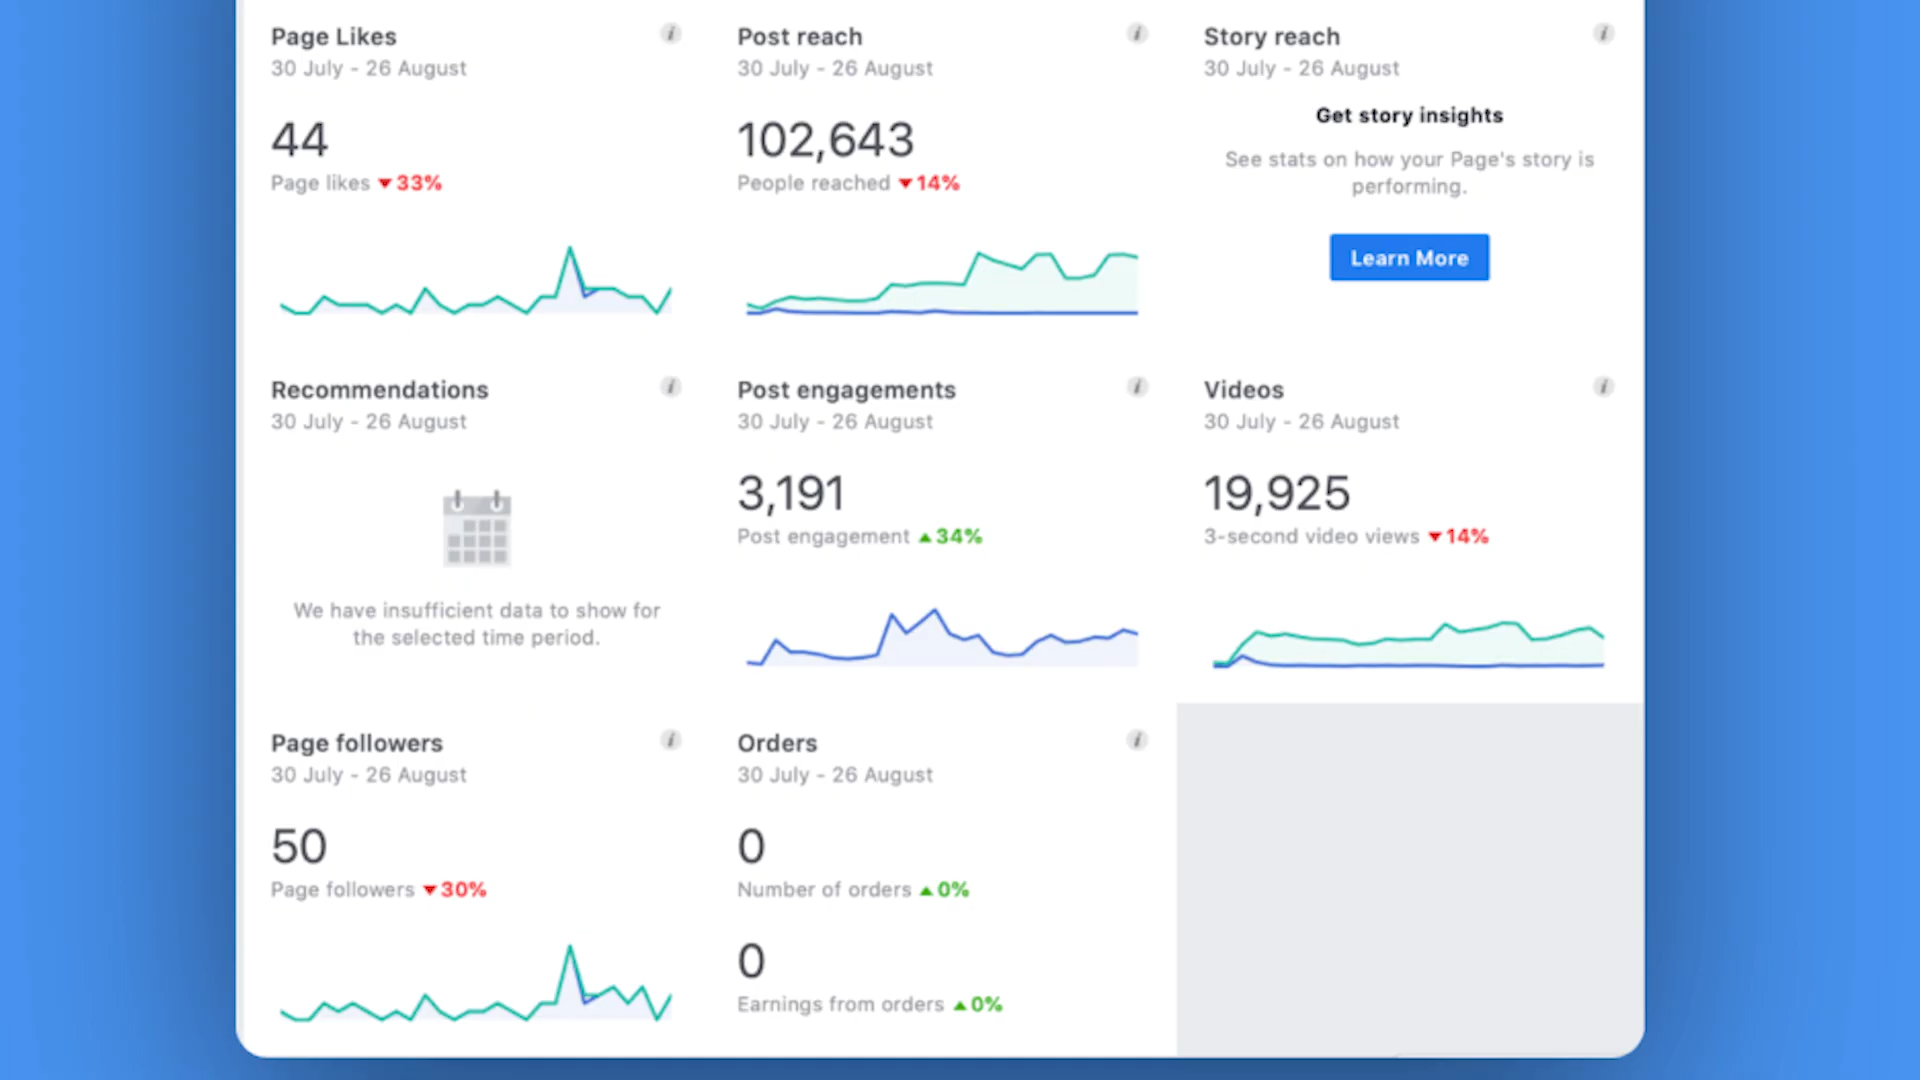 Page Likes
30 July - 26 August
44
Page likes ▼33%
Post reach
30 July - 26 August
102,643
People reached ▼14%
Story reach
30 July - 26 August
Get story insights
See stats on how your Page's story is
performing.
Learn More
Recommendations
30 July - 26 August
We have insufficient data to show for
the selected time period.
Post engagements
30 July - 26 August
3,191
Post engagement ▲34%
Videos
30 July - 26 August
19,925
3-second video views ▼14%
Page followers
30 July - 26 August
50
Page followers ▼30%
Orders
30 July - 26 August
0
Number of orders ▲0%
0
Earnings from orders ▲0%